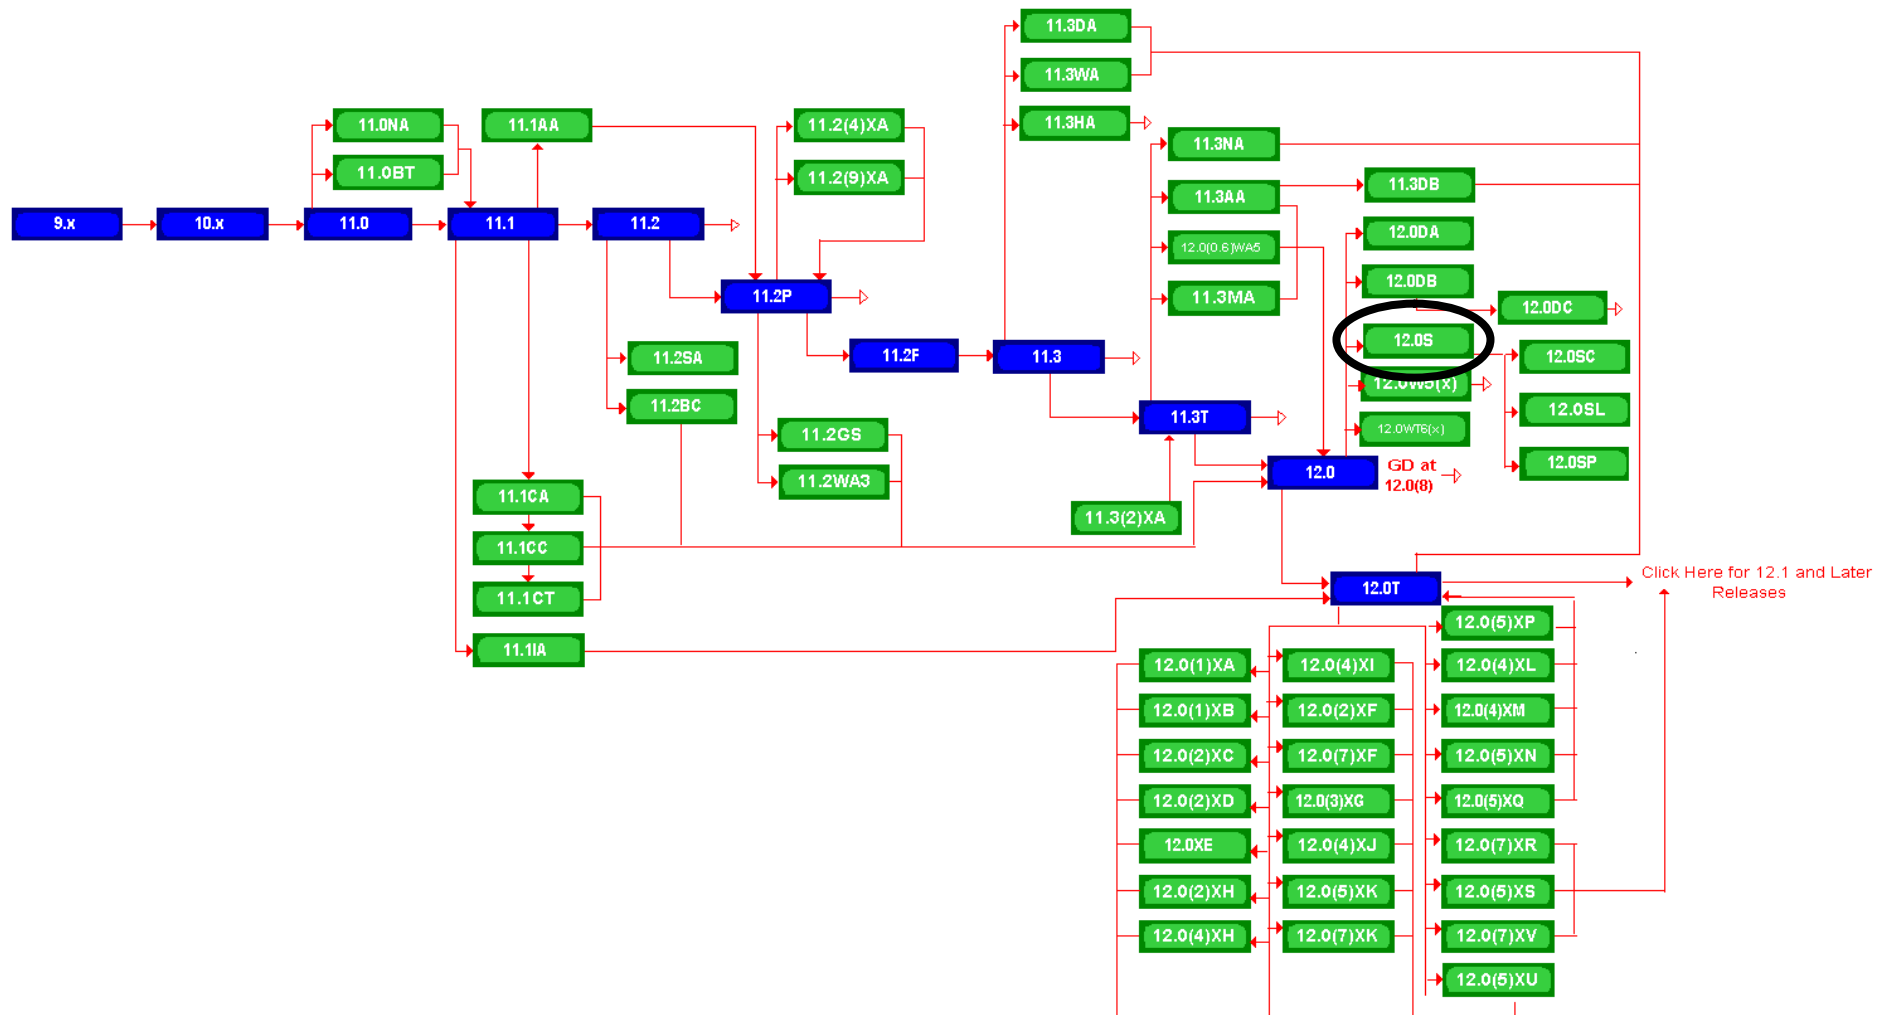 11.3DA
11.3WA
11.3HA
11.0NA
11.1AA
11.2(4)XA
11.0BT
11.2(9)XA
11.3NA
11.3AA
11.3DB
9.x
10.x
11.0
11.1
11.2
12.0(0.6)WA5
12.0DA
12.0DB
11.2P
11.3MA
12.0DC
12.0S
11.2SA
11.2F
11.3
12.0SC
12.0W5(x)
11.2BC
11.3T
12.0SL
11.2GS
12.0WT6(x)
12.0SP
11.2WA3
12.0
GD at
12.0(8)
11.1CA
11.3(2)XA
11.1CC
11.1CT
12.0T
Click Here for 12.1 and Later
Releases
11.1IA
12.0(5)XP
12.0(1)XA
12.0(4)XI
12.0(4)XL
12.0(1)XB
12.0(2)XF
12.0(4)XM
12.0(2)XC
12.0(7)XF
12.0(5)XN
12.0(2)XD
12.0(3)XG
12.0(5)XQ
12.0XE
12.0(4)XJ
12.0(7)XR
12.0(2)XH
12.0(5)XK
12.0(5)XS
12.0(4)XH
12.0(7)XK
12.0(7)XV
12.0(5)XU